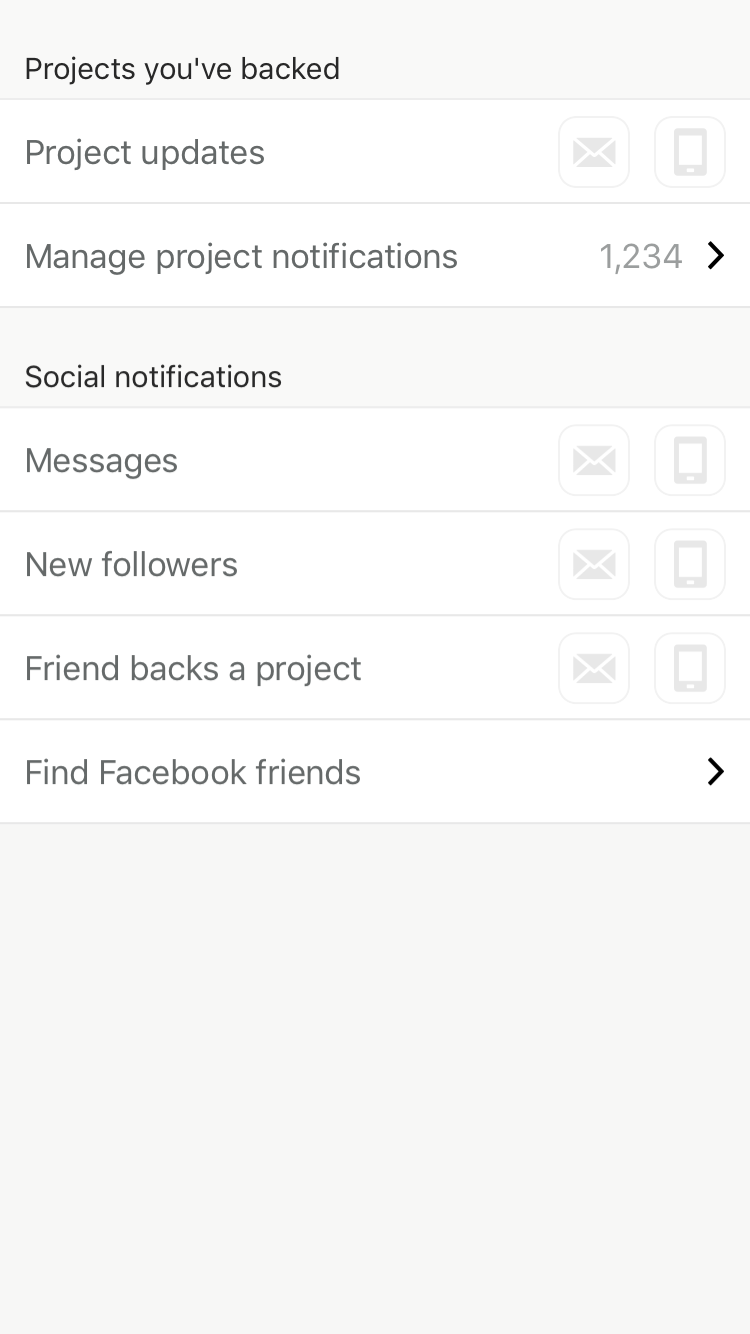 Projects you've backed
Project updates
Manage project notifications 1,234
Social notifications
Messages
New followers
Friend backs a project
Find Facebook friends